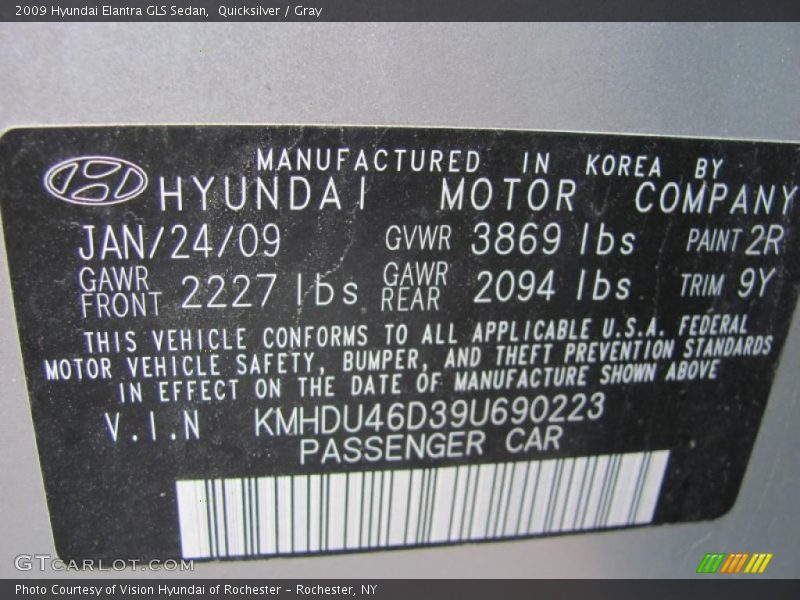 2009 Hyundai Elantra GLS Sedan, Quicksilver / Gray
MANUFACTURED IN KOREA BY
HYUNDAI MOTOR COMPANY
JAN/24/09 GVWR 3869 lbs PAINT 2R
GAWR FRONT 2227 lbs GAWR REAR 2094 lbs TRIM 9Y
THIS VEHICLE CONFORMS TO ALL APPLICABLE U.S.A. FEDERAL
MOTOR VEHICLE SAFETY, BUMPER, AND THEFT PREVENTION STANDARDS
IN EFFECT ON THE DATE OF MANUFACTURE SHOWN ABOVE
V.I.N KMHDU46D39U690223
PASSENGER CAR
GTCARLOT.COM
Photo Courtesy of Vision Hyundai of Rochester – Rochester, NY